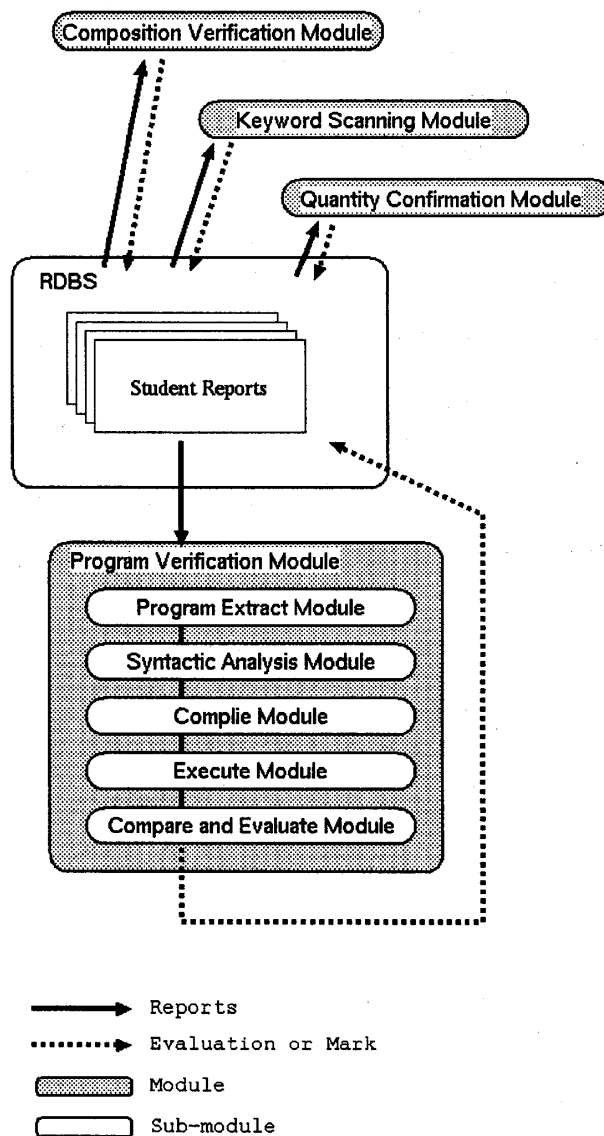 Composition Verification Module
Keyword Scanning Module
Quantity Confirmation Module
RDBS
Student Reports
Program Verification Module
Program Extract Module
Syntactic Analysis Module
Complie Module
Execute Module
Compare and Evaluate Module
Reports
Evaluation or Mark
Module
Sub-module